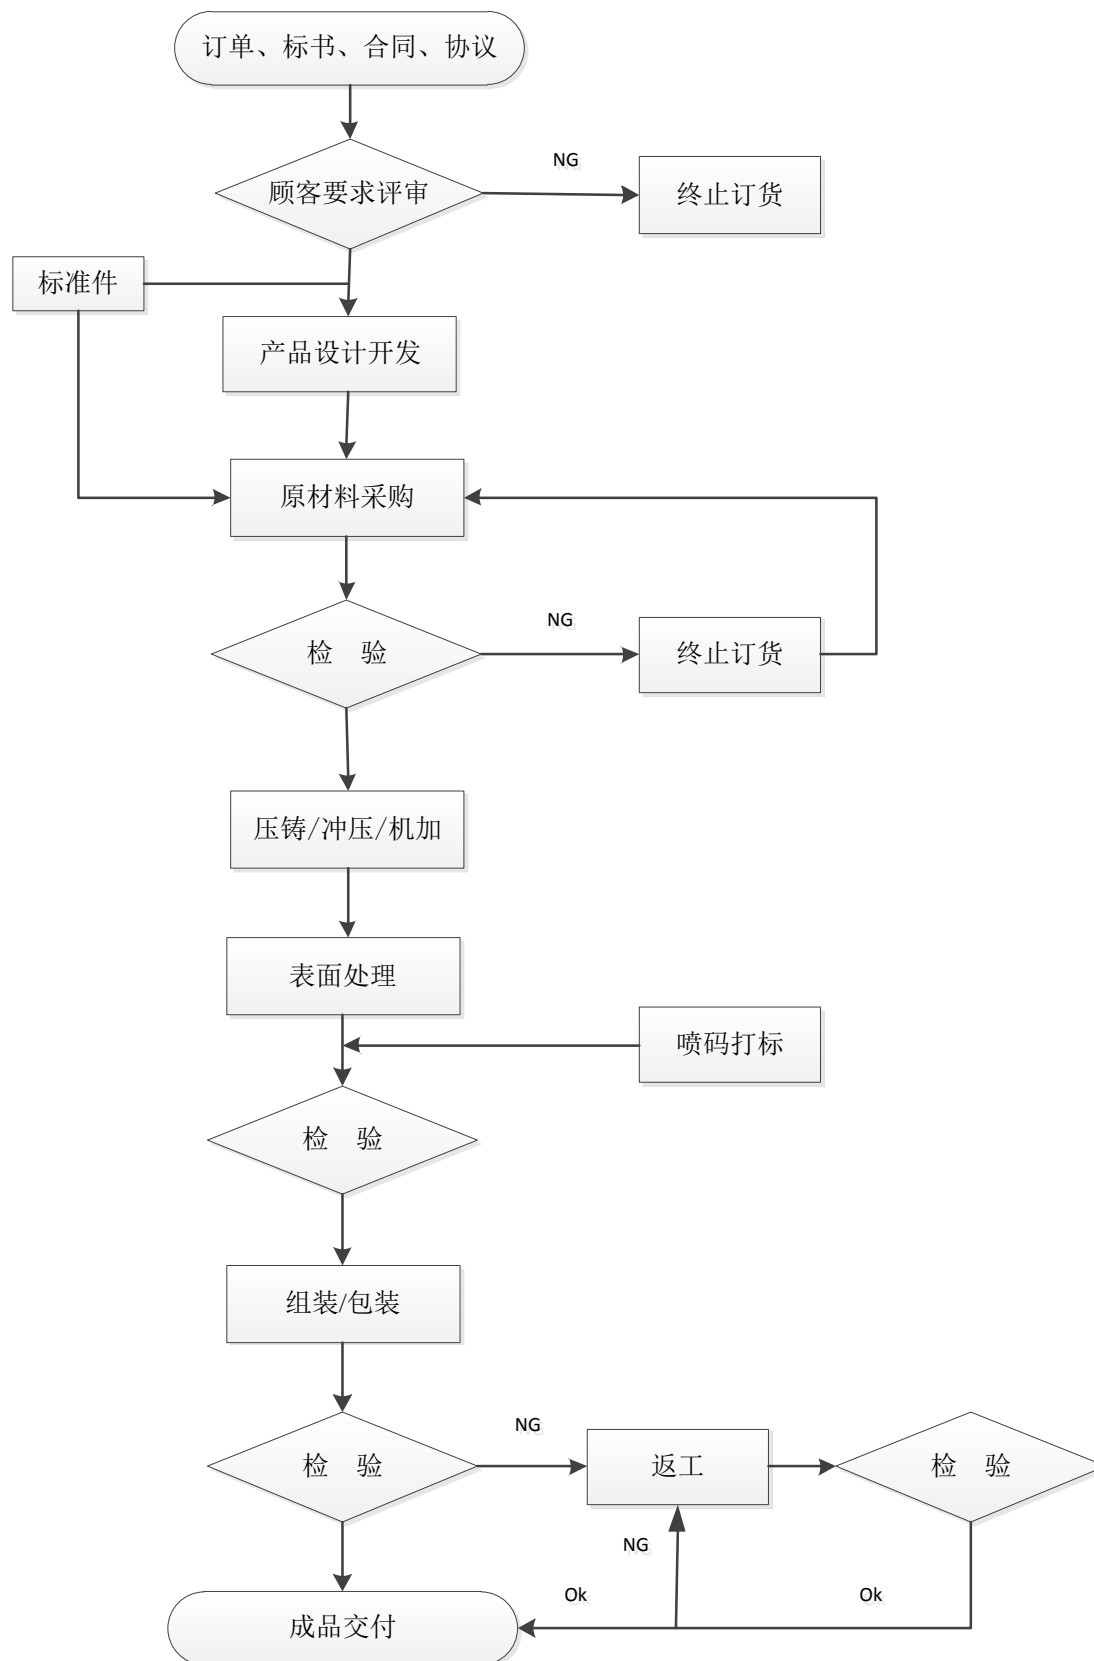 订单、标书、合同、协议
顾客要求评审
NG
终止订货
标准件
产品设计开发
原材料采购
检 验
NG
终止订货
压铸/冲压/机加
表面处理
喷码打标
检 验
组装/包装
检 验
NG
返工
检 验
NG
Ok
Ok
成品交付